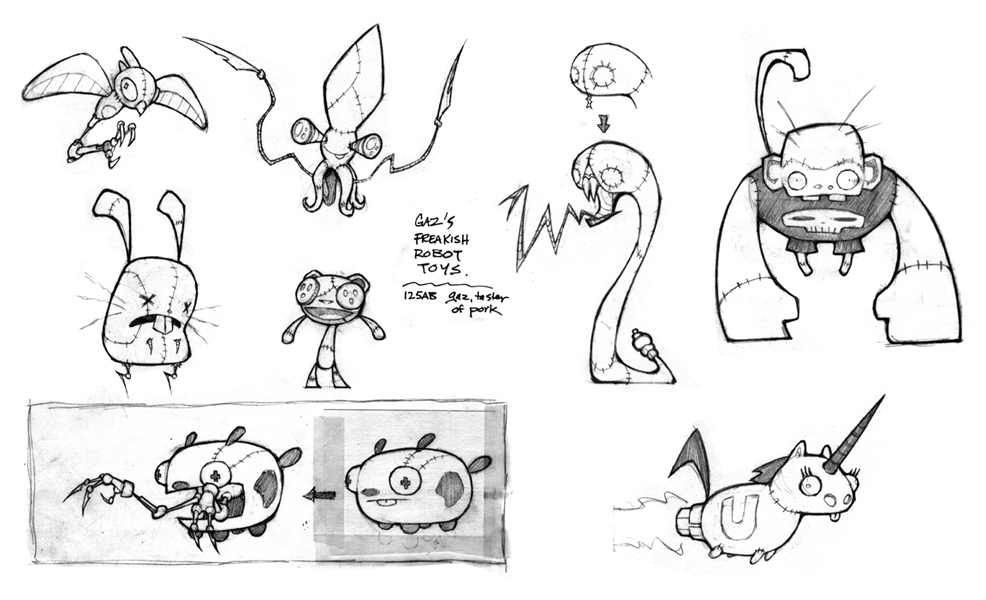 GAZ'S
FREAKISH
ROBOT
TOYS.
125AB gaz, taster
of pork
U